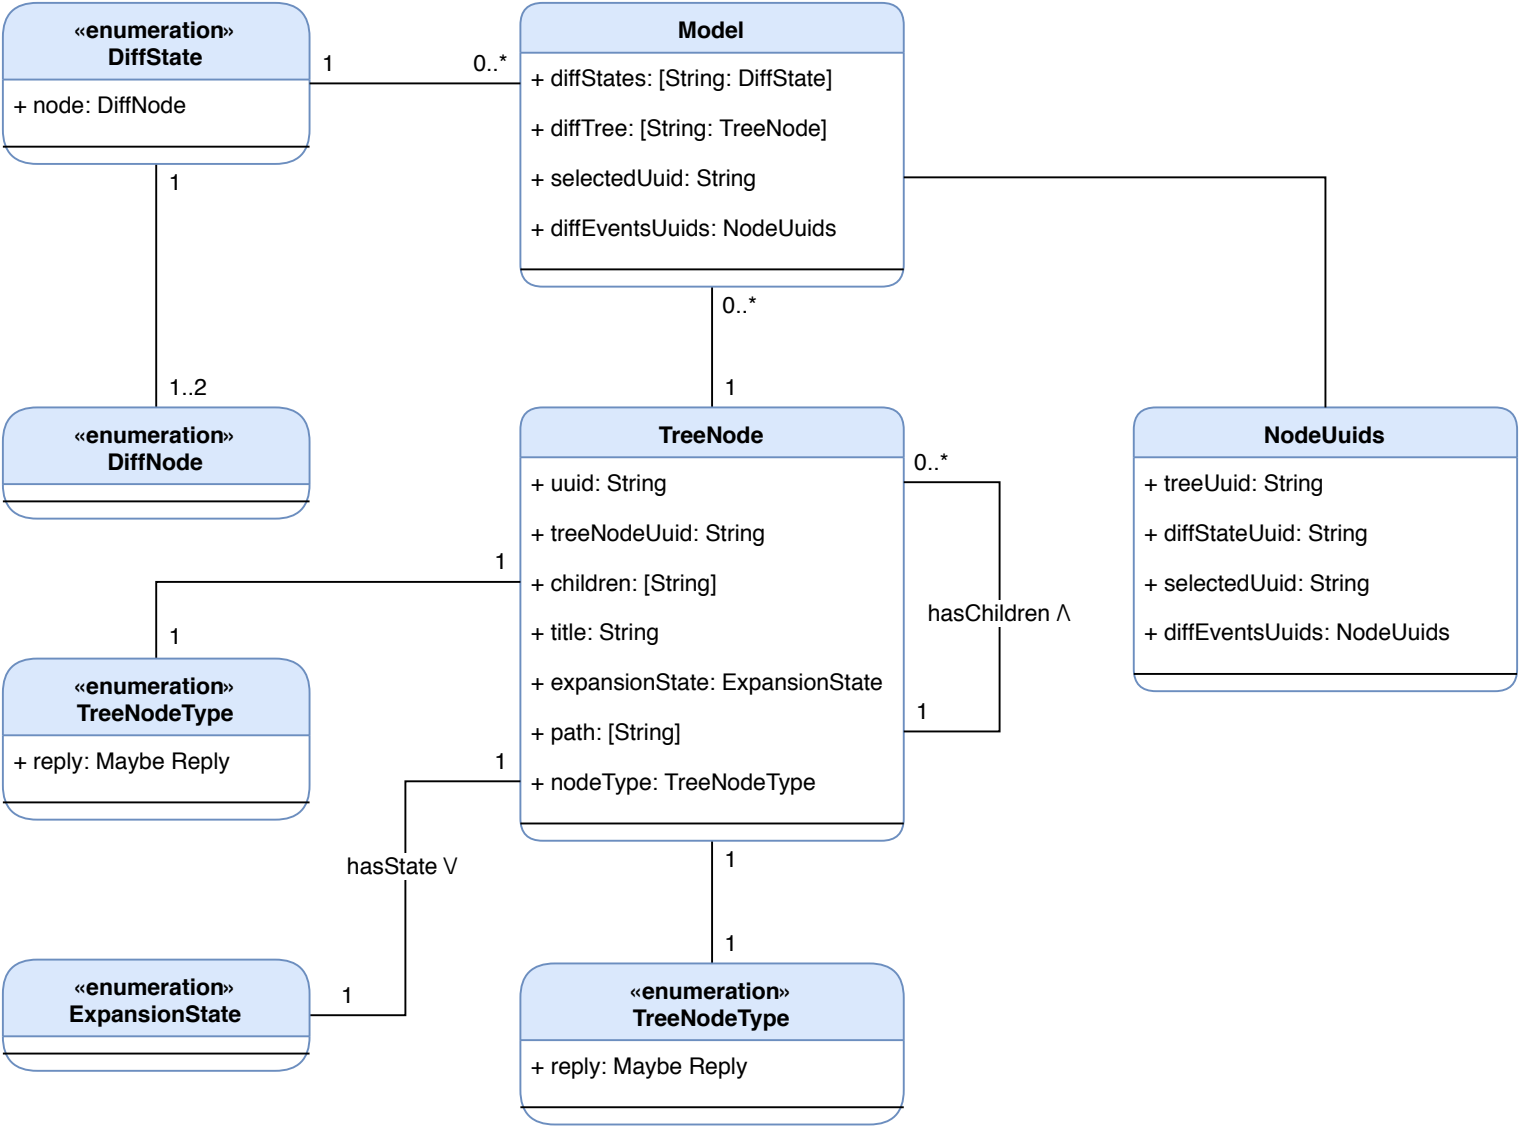 «enumeration»
DiffState
+ node: DiffNode
1
0..*
Model
+ diffStates: [String: DiffState]
+ diffTree: [String: TreeNode]
+ selectedUuid: String
+ diffEventsUuids: NodeUuids
1
1..2
0..*
1
«enumeration»
DiffNode
TreeNode
+ uuid: String
+ treeNodeUuid: String
+ children: [String]
+ title: String
+ expansionState: ExpansionState
+ path: [String]
+ nodeType: TreeNodeType
0..*
hasChildren /\
1
NodeUuids
+ treeUuid: String
+ diffStateUuid: String
+ selectedUuid: String
+ diffEventsUuids: NodeUuids
1
1
«enumeration»
TreeNodeType
+ reply: Maybe Reply
1
hasState \/
1
«enumeration»
ExpansionState
1
1
«enumeration»
TreeNodeType
+ reply: Maybe Reply